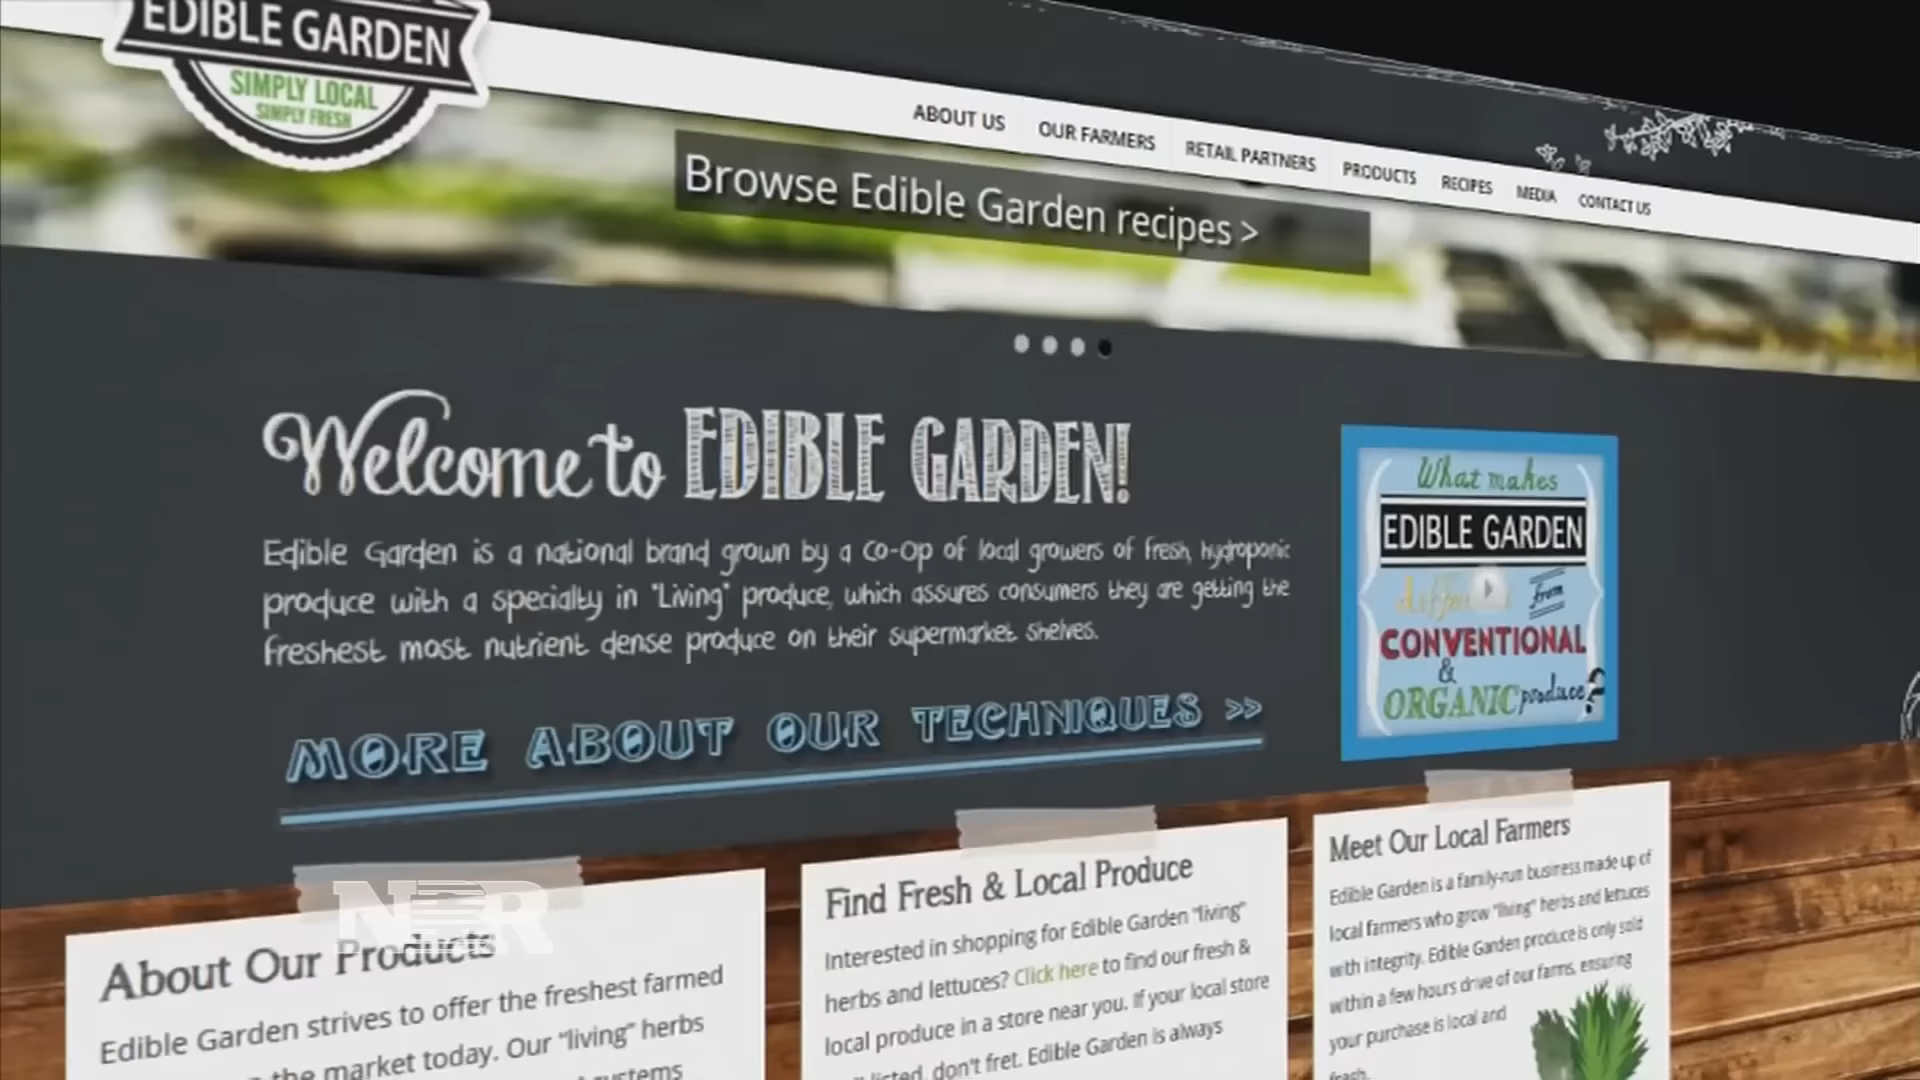 EDIBLE GARDEN
SIMPLY LOCAL
SIMPLY FRESH
ABOUT US
OUR FARMERS
RETAIL PARTNERS
PRODUCTS
RECIPES
MEDIA
CONTACT US
Browse Edible Garden recipes >
Welcome to EDIBLE GARDEN!
Edible Garden is a national brand grown by a co-op of local growers of fresh, hydroponic
produce with a specialty in "Living" produce, which assures consumers they are getting the
freshest most nutrient dense produce on their supermarket shelves.
MORE ABOUT OUR TECHNIQUES >>
What makes
EDIBLE GARDEN
from
CONVENTIONAL
&
ORGANIC produce?
About Our Products
Edible Garden strives to offer the freshest farmed
the market today. Our "living" herbs
systems
NBR
Find Fresh & Local Produce
Interested in shopping for Edible Garden "living"
herbs and lettuces? Click here to find our fresh &
local produce in a store near you. If your local store
listed, don't fret. Edible Garden is always
Meet Our Local Farmers
Edible Garden is a family-run business made up of
local farmers who grow "living" herbs and lettuces
with integrity. Edible Garden produce is only sold
within a few hours drive of our farms, ensuring
your purchase is local and
fresh.